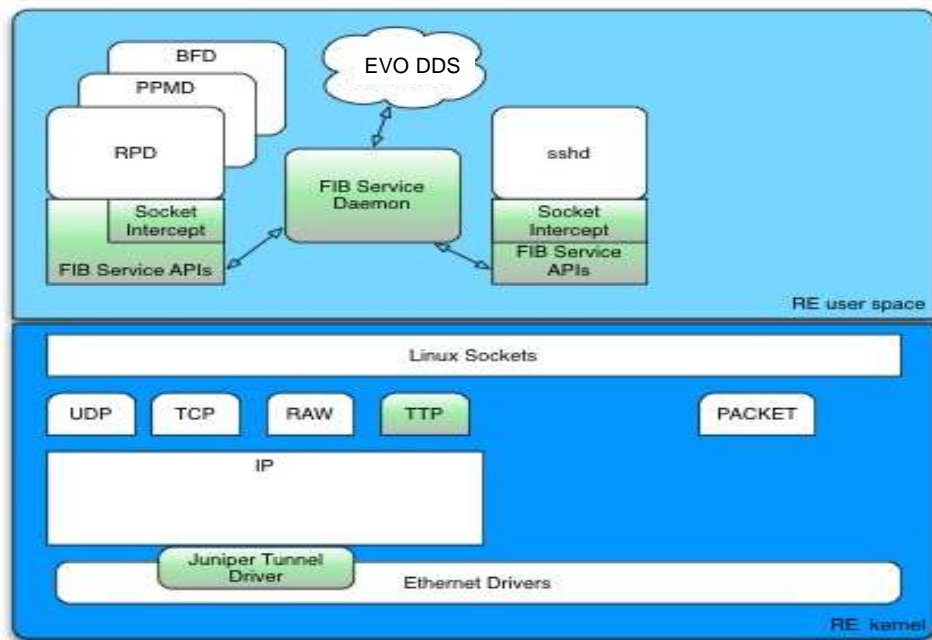 BFD
PPMD
RPD
EVO DDS
sshd
FIB Service
Daemon
Socket
Intercept
FIB Service APIs
Socket
Intercept
FIB Service
APIs
RE user space
Linux Sockets
UDP
TCP
RAW
TTP
PACKET
IP
Juniper Tunnel
Driver
Ethernet Drivers
RE kernel